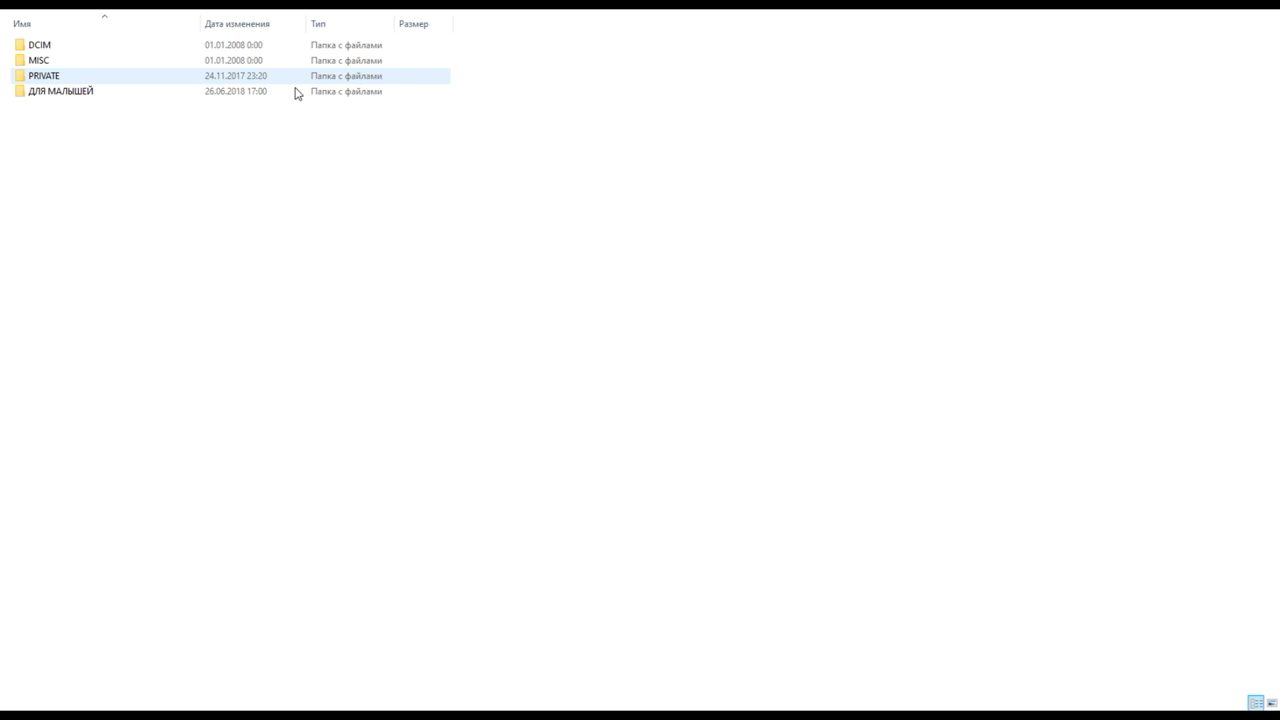 Имя Дата изменения Тип Размер
DCIM 01.01.2008 0:00 Папка с файлами
MISC 01.01.2008 0:00 Папка с файлами
PRIVATE 24.11.2017 23:20 Папка с файлами
ДЛЯ МАЛЫШЕЙ 26.06.2018 17:00 Папка с файлами